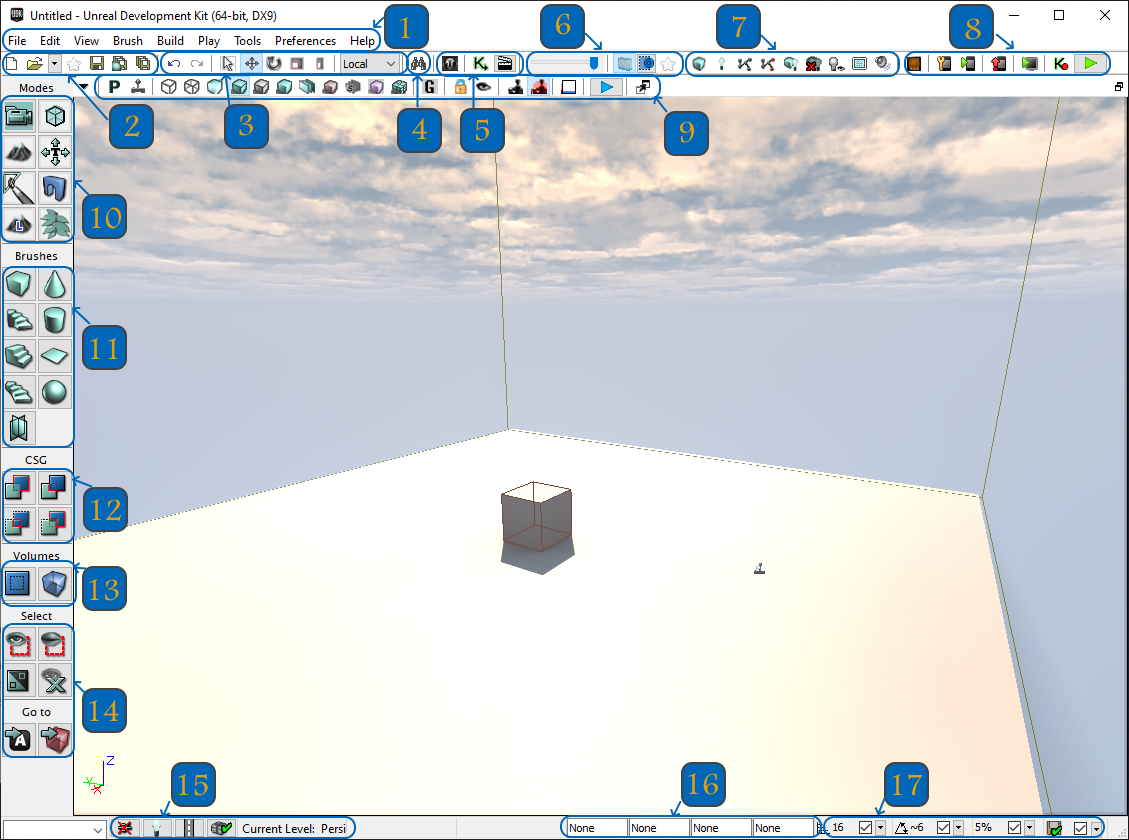 UDK Untitled - Unreal Development Kit (64-bit, DX9)
1 6 7 8
File Edit View Brush Build Play Tools Preferences Help
Local K K
Modes P G
2 3 4 5 9
10
L
Brushes
11
CSG
12
Volumes
13
Select
14
Go to
A
Z
Y
X
15 16 17
Current Level: Persi None None None None 16 ~6 5%